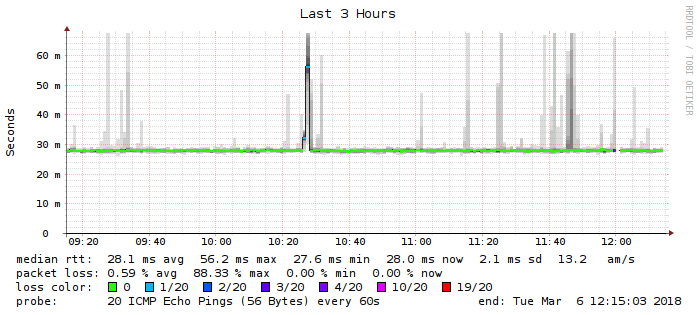 Last 3 Hours
RRDTOOL / TOBI OETIKER
Seconds
60 m
50 m
40 m
30 m
20 m
10 m
0
09:20 09:40 10:00 10:20 10:40 11:00 11:20 11:40 12:00
median rtt: 28.1 ms avg 56.2 ms max 27.6 ms min 28.0 ms now 2.1 ms sd 13.2 am/s
packet loss: 0.59 % avg 88.33 % max 0.00 % min 0.00 % now
loss color: 0 1/20 2/20 3/20 4/20 10/20 19/20
probe: 20 ICMP Echo Pings (56 Bytes) every 60s end: Tue Mar 6 12:15:03 2018